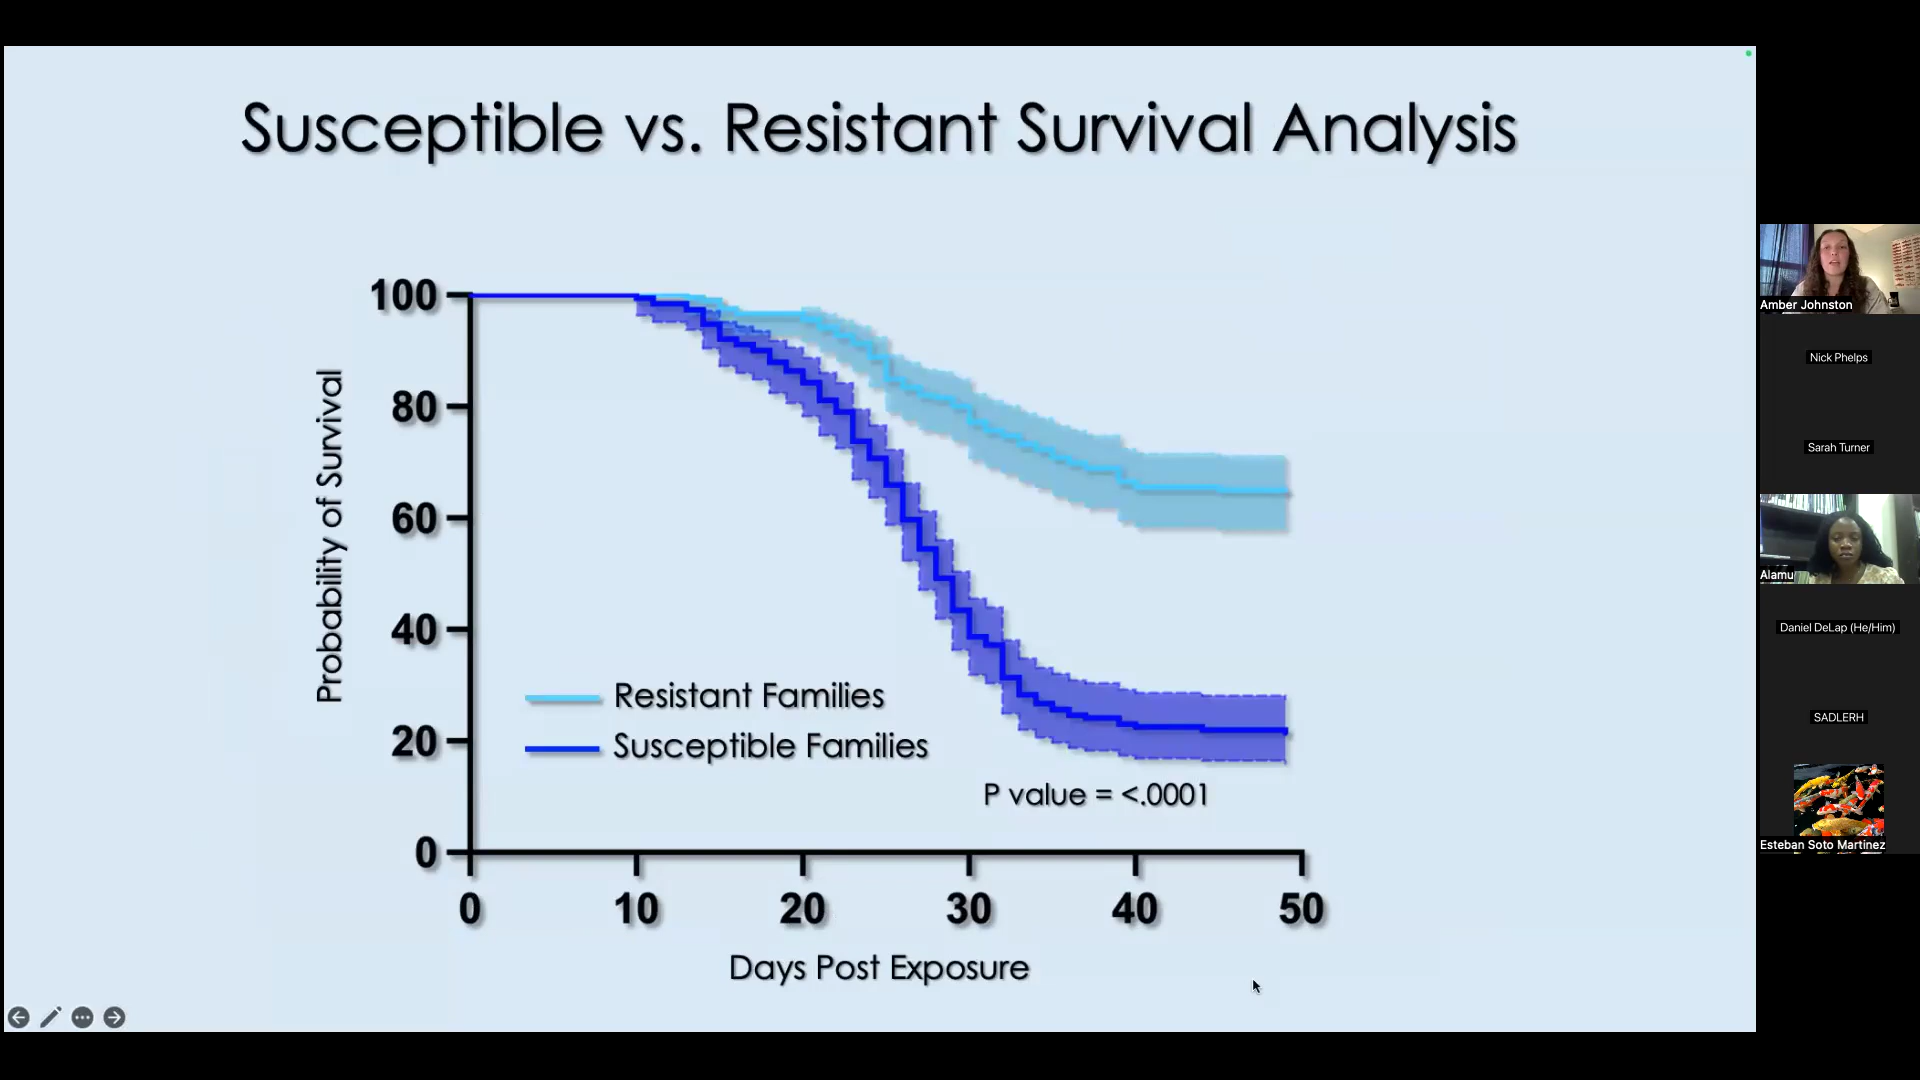 Susceptible vs. Resistant Survival Analysis
100
80
60
40
20
0
Probability of Survival
Resistant Families
Susceptible Families
P value = <.0001
0 10 20 30 40 50
Days Post Exposure
Amber Johnston
Nick Phelps
Sarah Turner
Alamu
Daniel DeLap (He/Him)
SADLERH
Esteban Soto Martinez